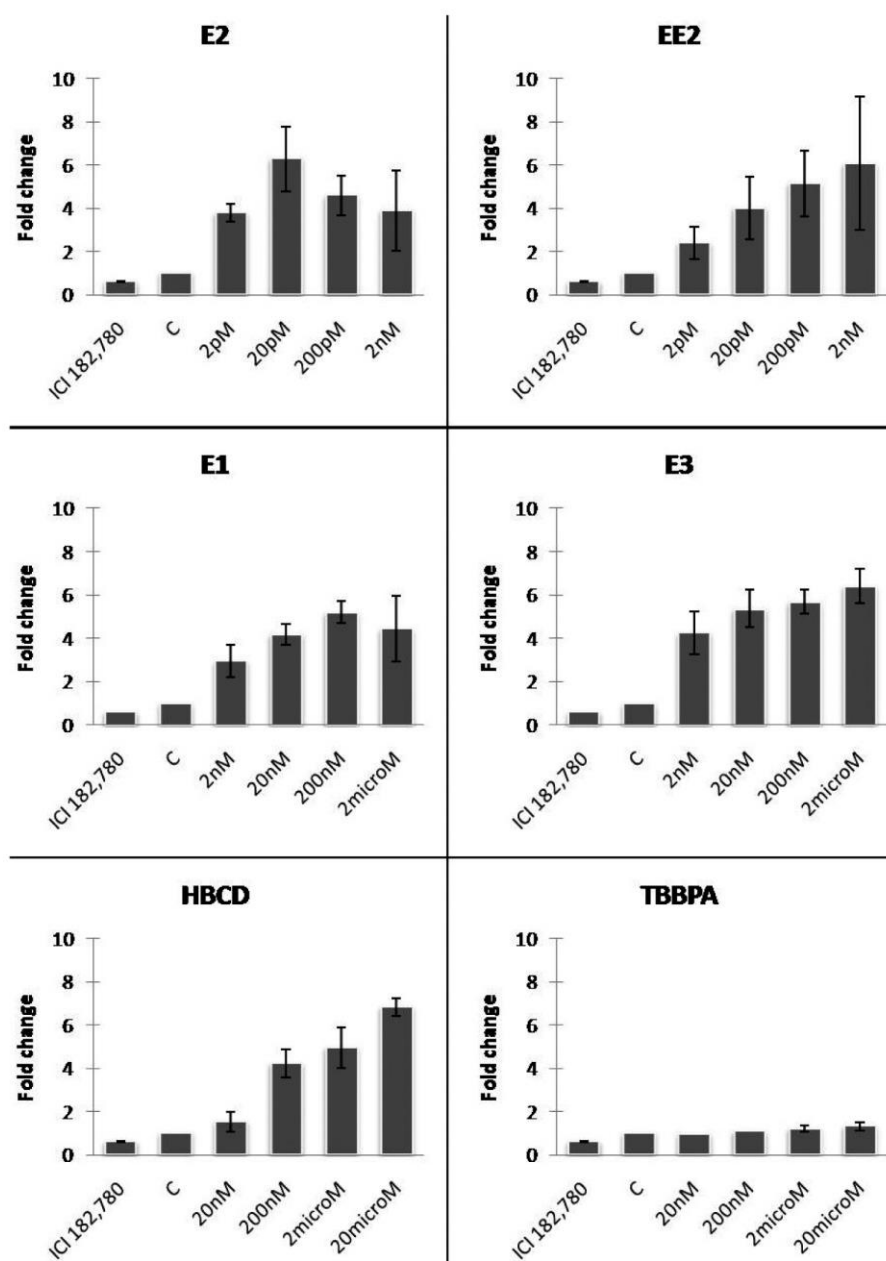 E2
Fold change
10
8
6
4
2
0
ICI 182,780
C
2pM
20pM
200pM
2nM
EE2
Fold change
10
8
6
4
2
0
ICI 182,780
C
2pM
20pM
200pM
2nM
E1
Fold change
10
8
6
4
2
0
ICI 182,780
C
2nM
20nM
200nM
2microM
E3
Fold change
10
8
6
4
2
0
ICI 182,780
C
2nM
20nM
200nM
2microM
HBCD
Fold change
10
8
6
4
2
0
ICI 182,780
C
20nM
200nM
2microM
20microM
TBBPA
Fold change
10
8
6
4
2
0
ICI 182,780
C
20nM
200nM
2microM
20microM